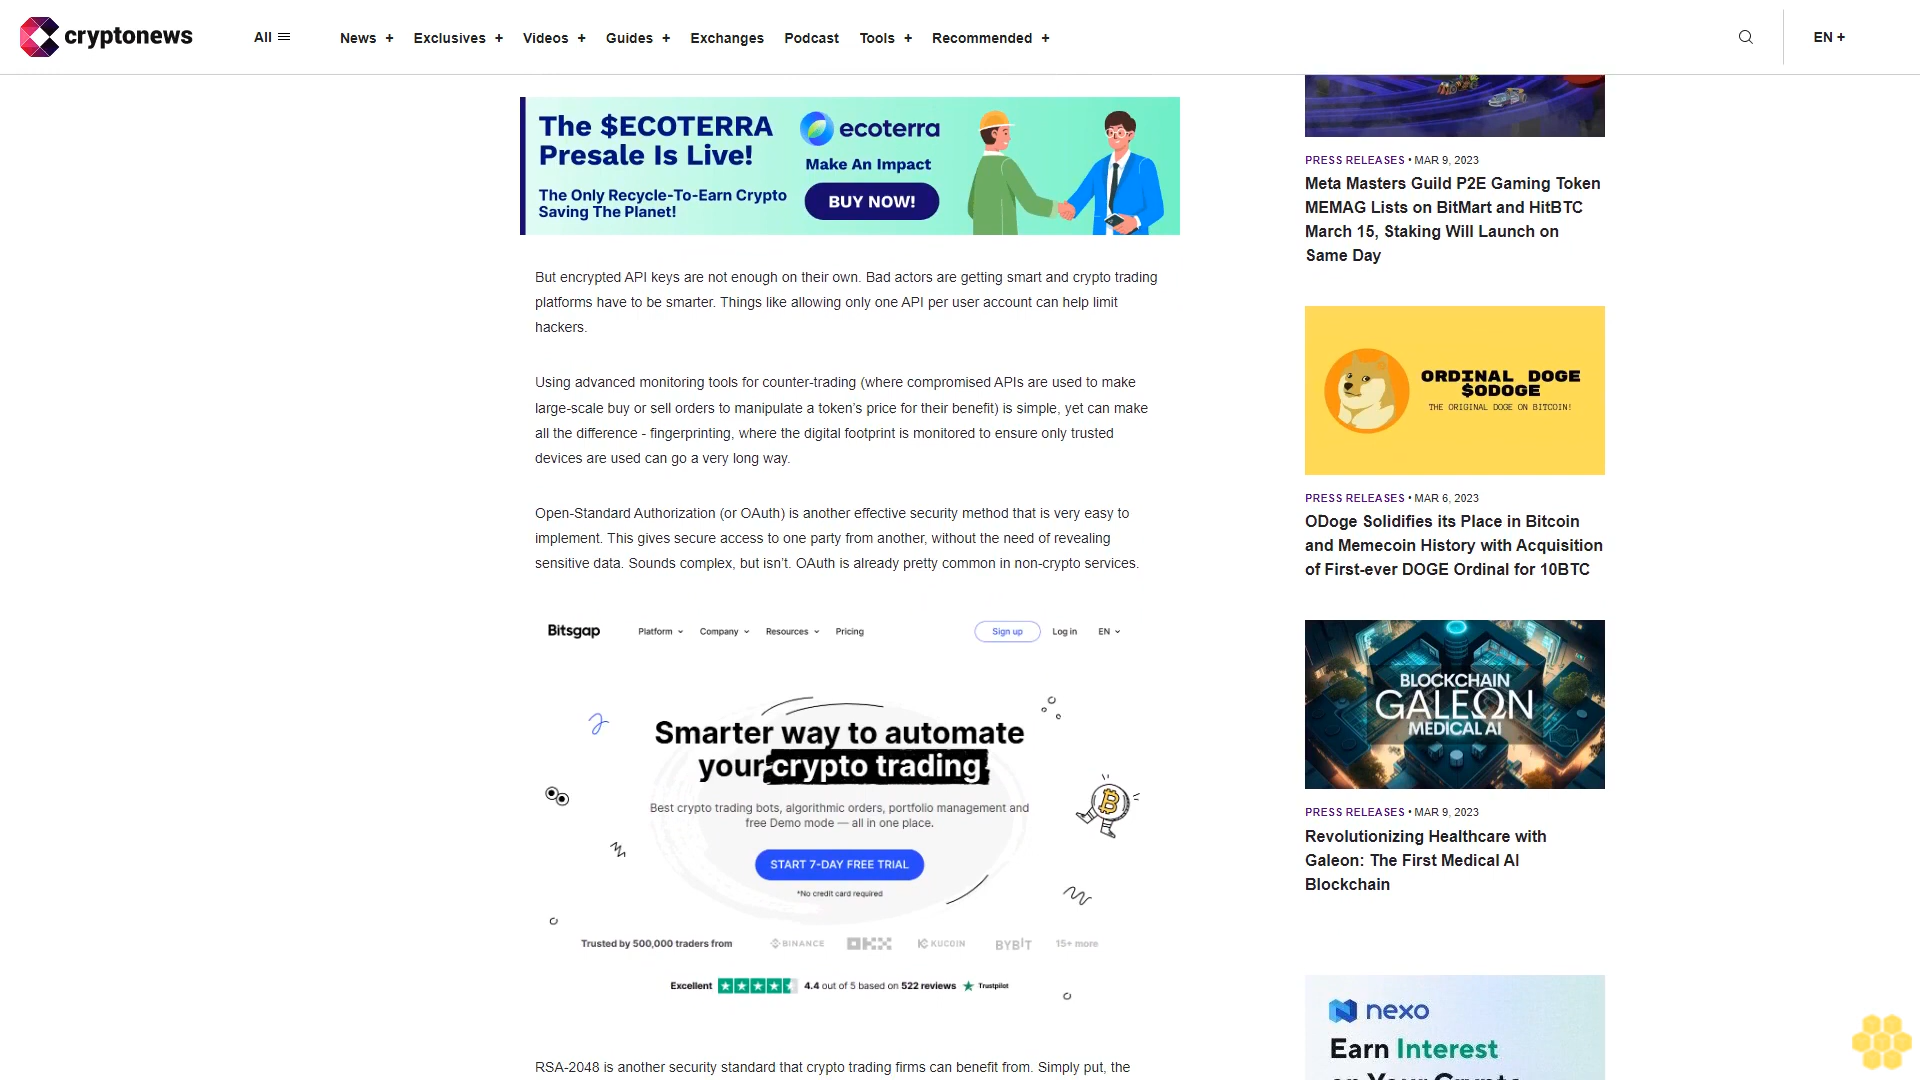 cryptonews
All
News +
Exclusives +
Videos +
Guides +
Exchanges
Podcast
Tools +
Recommended +
EN +
The $ECOTERRA
Presale Is Live!
The Only Recycle-To-Earn Crypto
Saving The Planet!
ecoterra
Make An Impact
BUY NOW!
But encrypted API keys are not enough on their own. Bad actors are getting smart and crypto trading
platforms have to be smarter. Things like allowing only one API per user account can help limit
hackers.
Using advanced monitoring tools for counter-trading (where compromised APIs are used to make
large-scale buy or sell orders to manipulate a token’s price for their benefit) is simple, yet can make
all the difference - fingerprinting, where the digital footprint is monitored to ensure only trusted
devices are used can go a very long way.
Open-Standard Authorization (or OAuth) is another effective security method that is very easy to
implement. This gives secure access to one party from another, without the need of revealing
sensitive data. Sounds complex, but isn’t. OAuth is already pretty common in non-crypto services.
Bitsgap
Platform
Company
Resources
Pricing
Sign up
Log in
EN
Smarter way to automate
your crypto trading
Best crypto trading bots, algorithmic orders, portfolio management and
free Demo mode — all in one place.
START 7-DAY FREE TRIAL
*No credit card required
Trusted by 500,000 traders from
BINANCE
OKX
KUCOIN
BYBIT
15+ more
Excellent
4.4 out of 5 based on 522 reviews
Trustpilot
RSA-2048 is another security standard that crypto trading firms can benefit from. Simply put, the
PRESS RELEASES • MAR 9, 2023
Meta Masters Guild P2E Gaming Token
MEMAG Lists on BitMart and HitBTC
March 15, Staking Will Launch on
Same Day
ORDINAL DOGE
$ODOGE
THE ORIGINAL DOGE ON BITCOIN!
PRESS RELEASES • MAR 6, 2023
ODoge Solidifies its Place in Bitcoin
and Memecoin History with Acquisition
of First-ever DOGE Ordinal for 10BTC
BLOCKCHAIN
GALEON
MEDICAL AI
PRESS RELEASES • MAR 9, 2023
Revolutionizing Healthcare with
Galeon: The First Medical AI
Blockchain
nexo
Earn Interest
on Your Crypto